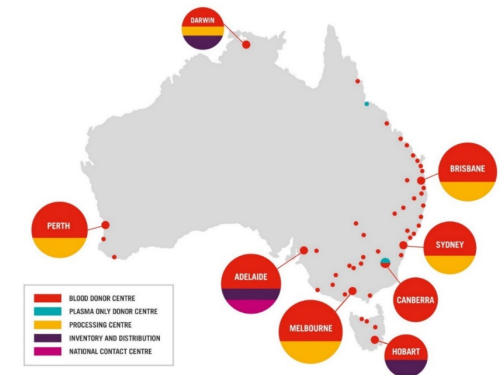 DARWIN
BRISBANE
PERTH
SYDNEY
ADELAIDE
CANBERRA
MELBOURNE
HOBART
BLOOD DONOR CENTRE
PLASMA ONLY DONOR CENTRE
PROCESSING CENTRE
INVENTORY AND DISTRIBUTION
NATIONAL CONTACT CENTRE